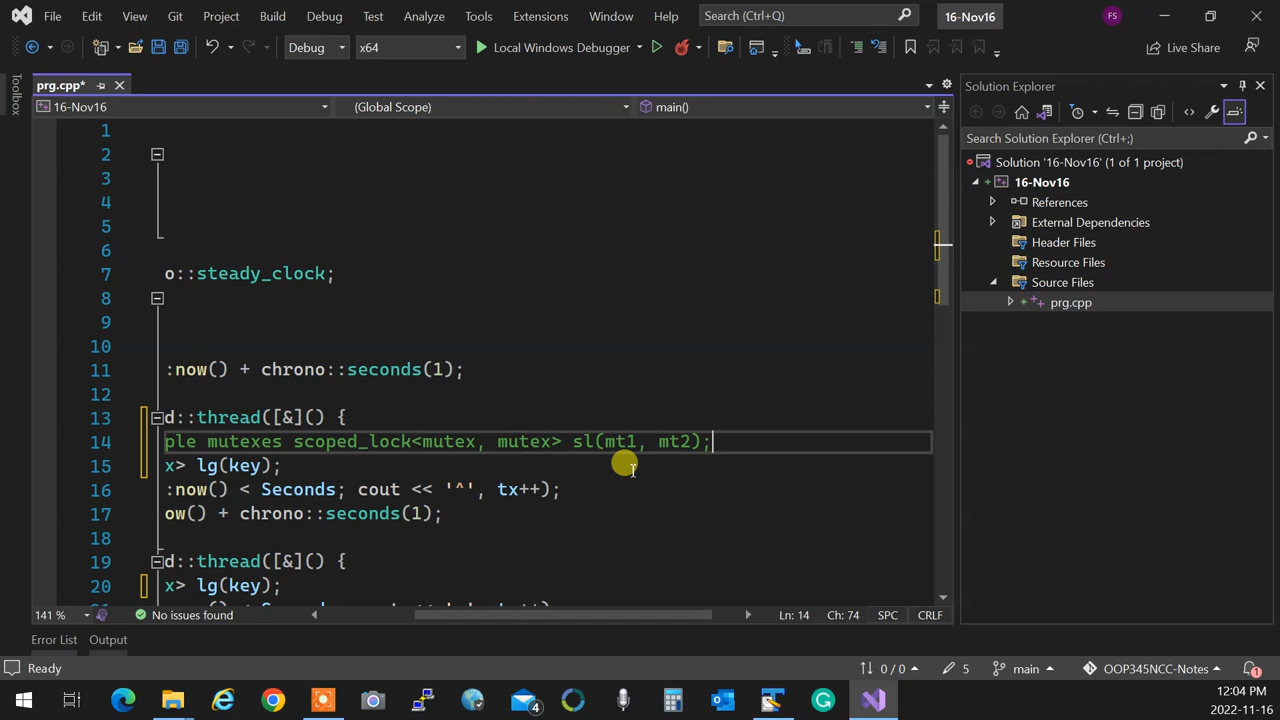 File Edit View Git Project Build Debug Test Analyze Tools Extensions Window Help Search (Ctrl+Q) 16-Nov16 FS
Debug x64 Local Windows Debugger Live Share
Toolbox
prg.cpp*
16-Nov16 (Global Scope) main()
1
2
3
4
5
6
7 o::steady_clock;
8
9
10
11 :now() + chrono::seconds(1);
12
13 d::thread([&]() {
14 ple mutexes scoped_lock<mutex, mutex> sl(mt1, mt2);
15 x> lg(key);
16 :now() < Seconds; cout << '^', tx++);
17 ow() + chrono::seconds(1);
18
19 d::thread([&]() {
20 x> lg(key);
141 % No issues found Ln: 14 Ch: 74 SPC CRLF
Solution Explorer
Search Solution Explorer (Ctrl+;)
Solution '16-Nov16' (1 of 1 project)
16-Nov16
References
External Dependencies
Header Files
Resource Files
Source Files
prg.cpp
Error List Output
Ready 0 / 0 5 main OOP345NCC-Notes 1
4
12:04 PM
2022-11-16